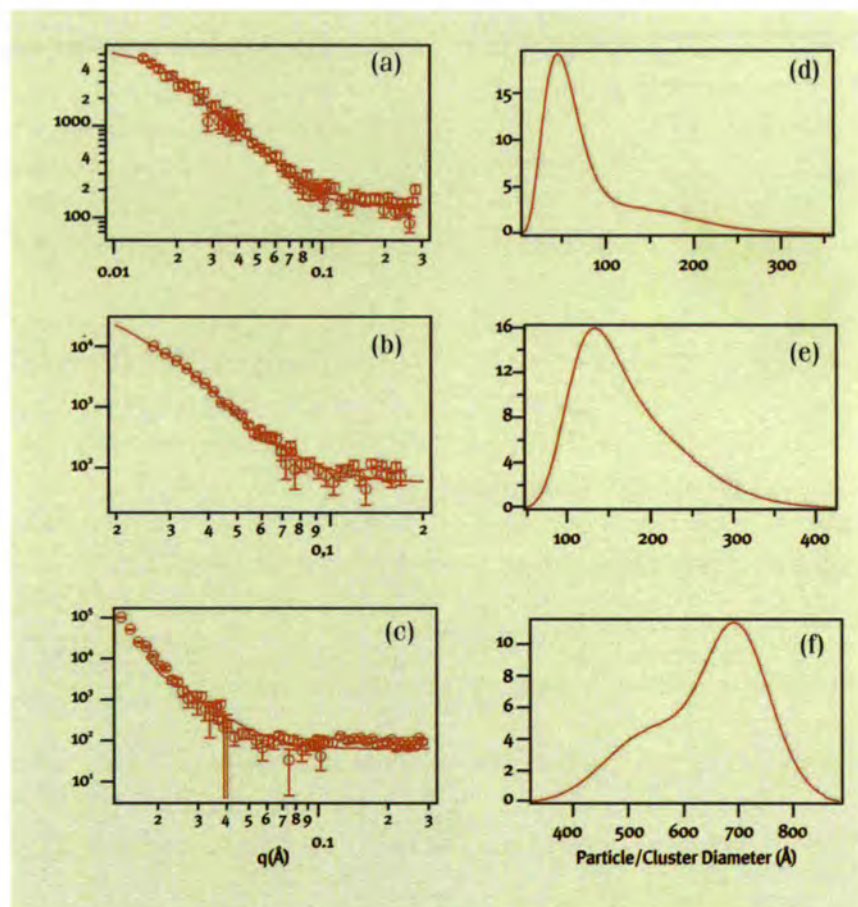 (a)
4
2
1000
4
2
100
0.01 2 3 4 5 6 7 8 0.1 2 3
(d)
15
10
5
0
100 200 300
(b)
10⁴
10³
10²
2 3 4 5 6 7 8 9 0,1 2
(e)
16
12
8
4
0
100 200 300 400
(c)
10⁵
10⁴
10³
10²
10¹
2 3 4 5 6 7 8 9 0.1 2 3
q(Å)
(f)
10
8
6
4
2
0
400 500 600 700 800
Particle/Cluster Diameter (Å)